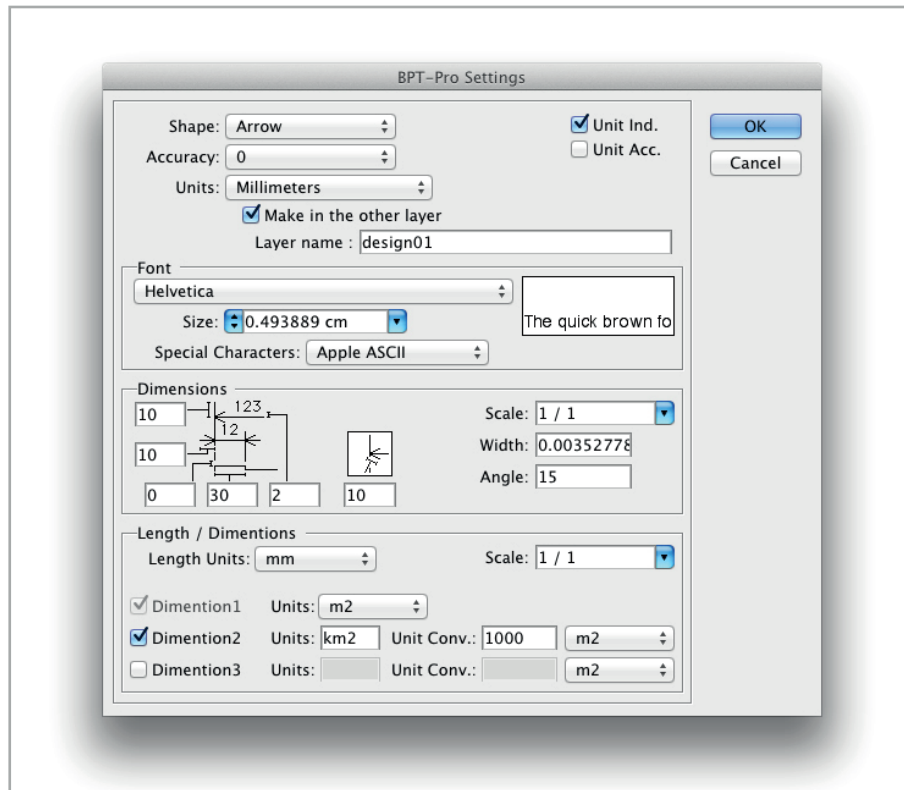 BPT-Pro Settings
Shape: Arrow
Unit Ind.
OK
Accuracy: 0
Unit Acc.
Cancel
Units: Millimeters
Make in the other layer
Layer name : design01
Font
Helvetica
The quick brown fo
Size: 0.493889 cm
Special Characters: Apple ASCII
Dimensions
10
123
12
10
0
30
2
10
Scale: 1 / 1
Width: 0.00352778
Angle: 15
Length / Dimentions
Length Units: mm
Scale: 1 / 1
Dimention1 Units: m2
Dimention2 Units: km2 Unit Conv.: 1000 m2
Dimention3 Units: Unit Conv.: m2